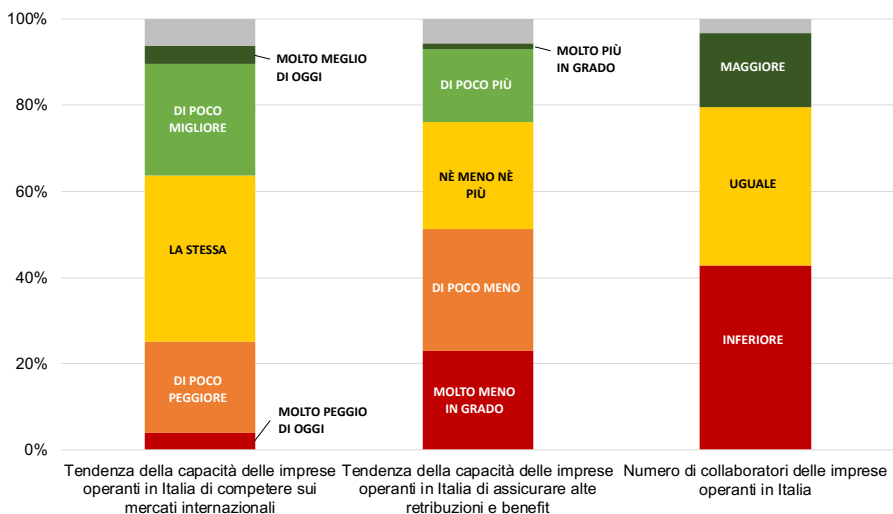 100%
80%
60%
40%
20%
0%
MOLTO MEGLIO
DI OGGI
DI POCO
MIGLIORE
LA STESSA
DI POCO
PEGGIORE
MOLTO PEGGIO
DI OGGI
MOLTO PIÙ
IN GRADO
DI POCO PIÙ
NÈ MENO NÈ
PIÙ
DI POCO MENO
MOLTO MENO
IN GRADO
MAGGIORE
UGUALE
INFERIORE
Tendenza della capacità delle imprese
operanti in Italia di competere sui
mercati internazionali
Tendenza della capacità delle imprese
operanti in Italia di assicurare alte
retribuzioni e benefit
Numero di collaboratori delle imprese
operanti in Italia